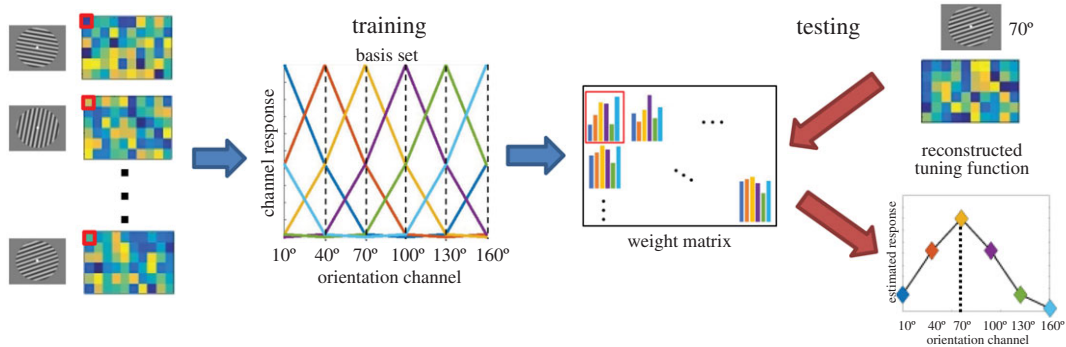 training
basis set
channel response
10º 40º 70º 100º 130º 160º
orientation channel
weight matrix
testing
70º
reconstructed
tuning function
estimated response
10º 40º 70º 100º 130º 160º
orientation channel